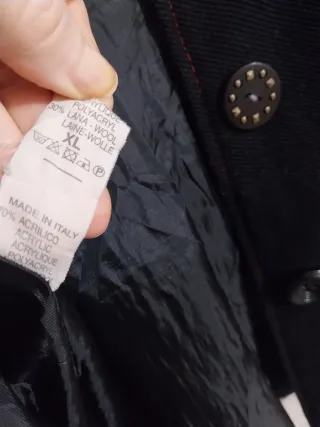 POLYACRYL
30% LANA - WOOL
LAINE - WOLLE
XL
P
MADE IN ITALY
70% ACRILICO
ACRYLIC
ACRYLIQUE
POLYACRYL